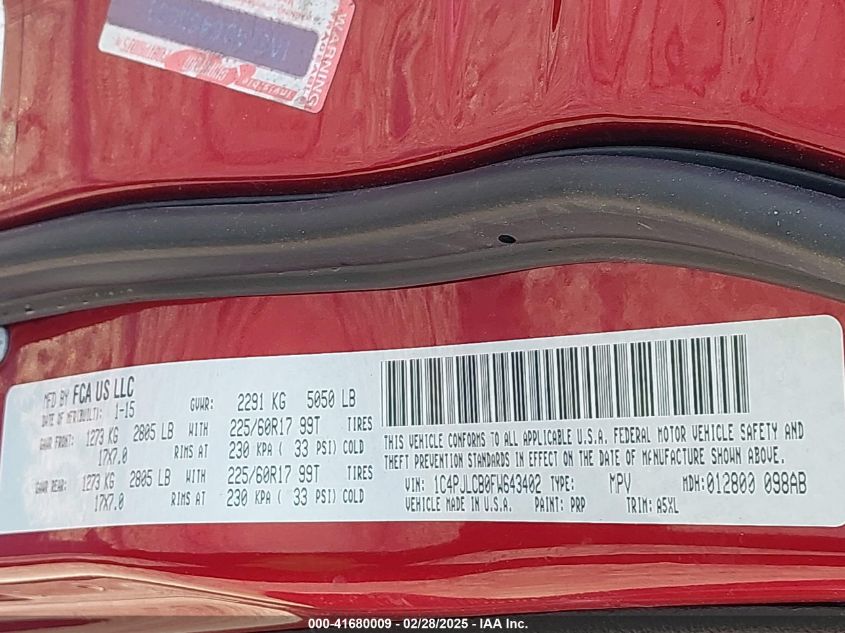 WARNING
MFD BY FCA US LLC
DATE OF MFR(BUILT): 1-15
GVWR: 2291 KG 5050 LB
GAWR FRONT: 1273 KG 2805 LB WITH 225/60R17 99T TIRES
17X7.0 RIMS AT 230 KPA ( 33 PSI) COLD
GAWR REAR: 1273 KG 2805 LB WITH 225/60R17 99T TIRES
17X7.0 RIMS AT 230 KPA ( 33 PSI) COLD
THIS VEHICLE CONFORMS TO ALL APPLICABLE U.S.A. FEDERAL MOTOR VEHICLE SAFETY AND
THEFT PREVENTION STANDARDS IN EFFECT ON THE DATE OF MANUFACTURE SHOWN ABOVE.
VIN: 1C4PJLCB0FW643402 TYPE: MPV MDH: 012800 098AB
VEHICLE MADE IN U.S.A. PAINT: PRP TRIM: A5XL
000-41680009 - 02/28/2025 - IAA Inc.